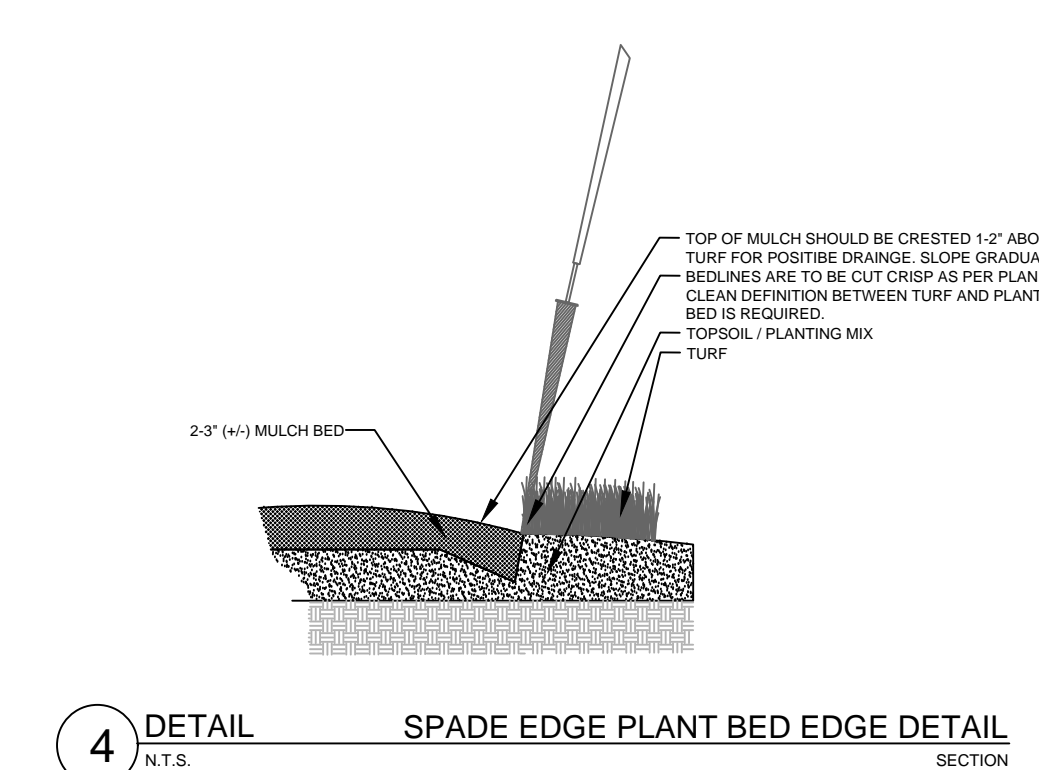 TOP OF MULCH SHOULD BE CRESTED 1-2"
TURF FOR POSITIBE DRAINGE. SLOPE
BEDLINES ARE TO BE CUT CRISP AS PER PLAN
CLEAN DEFINITION BETWEEN TURF AND PLANT
BED IS REQUIRED.
TOPSOIL / PLANTING MIX
TURF
2-3" (+/-) MULCH BED
4
DETAIL
SPADE EDGE PLANT BED EDGE DETAIL
N.T.S.
SECTION